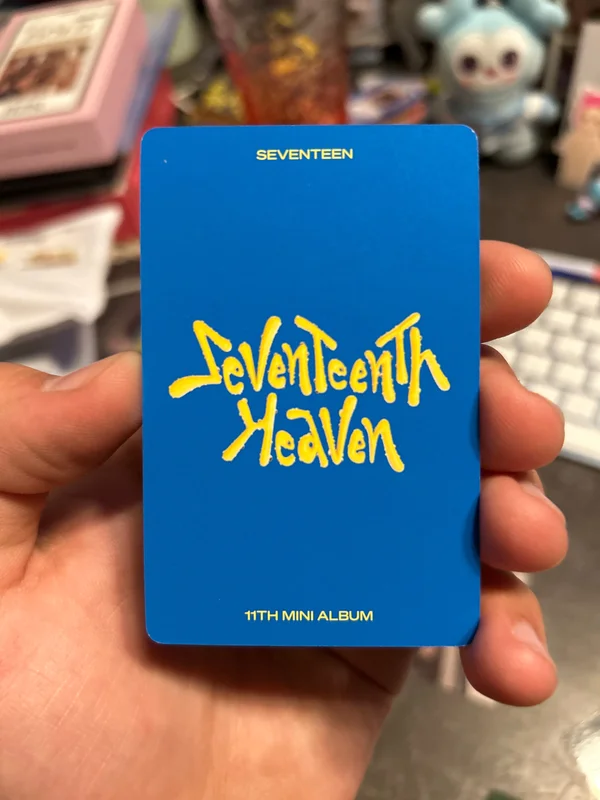 SEVENTEEN
SevenTeenTh
Heaven
11TH MINI ALBUM